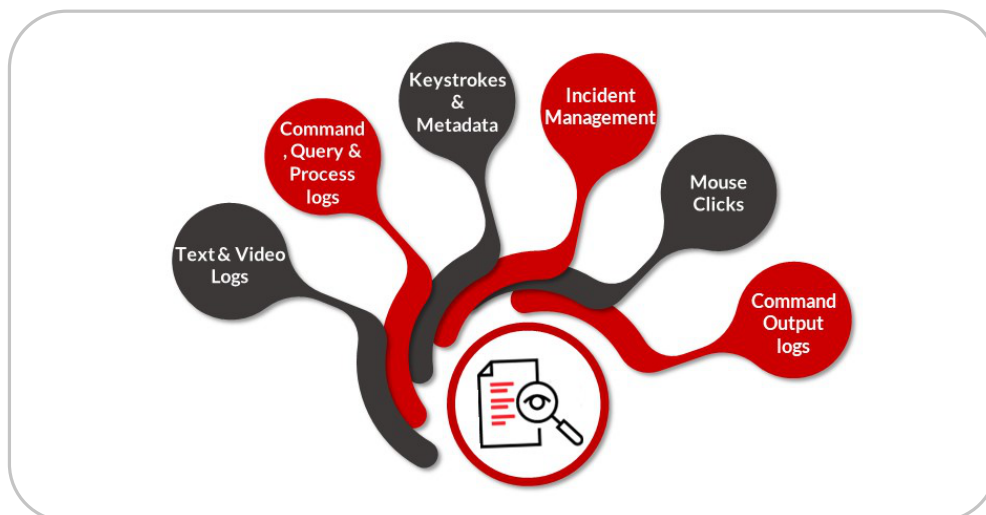 Text & Video
Logs
Command
, Query &
Process
logs
Keystrokes
&
Metadata
Incident
Management
Mouse
Clicks
Command
Output
logs